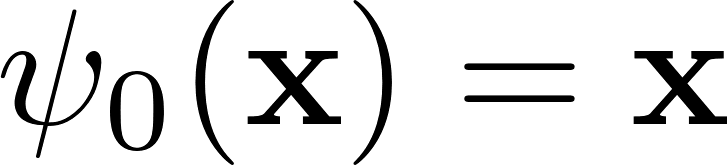 ψ₀(𝐱) = 𝐱